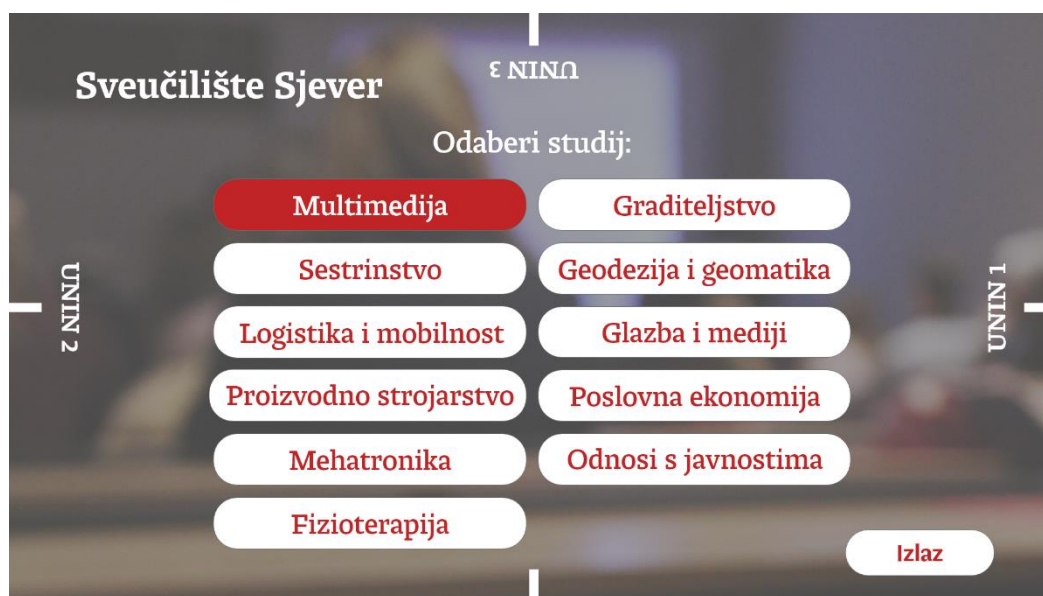 UNIN 3
Sveučilište Sjever
Odaberi studij:
Multimedija
Graditeljstvo
Sestrinstvo
Geodezija i geomatika
UNIN 2
UNIN 1
Logistika i mobilnost
Glazba i mediji
Proizvodno strojarstvo
Poslovna ekonomija
Mehatronika
Odnosi s javnostima
Fizioterapija
Izlaz